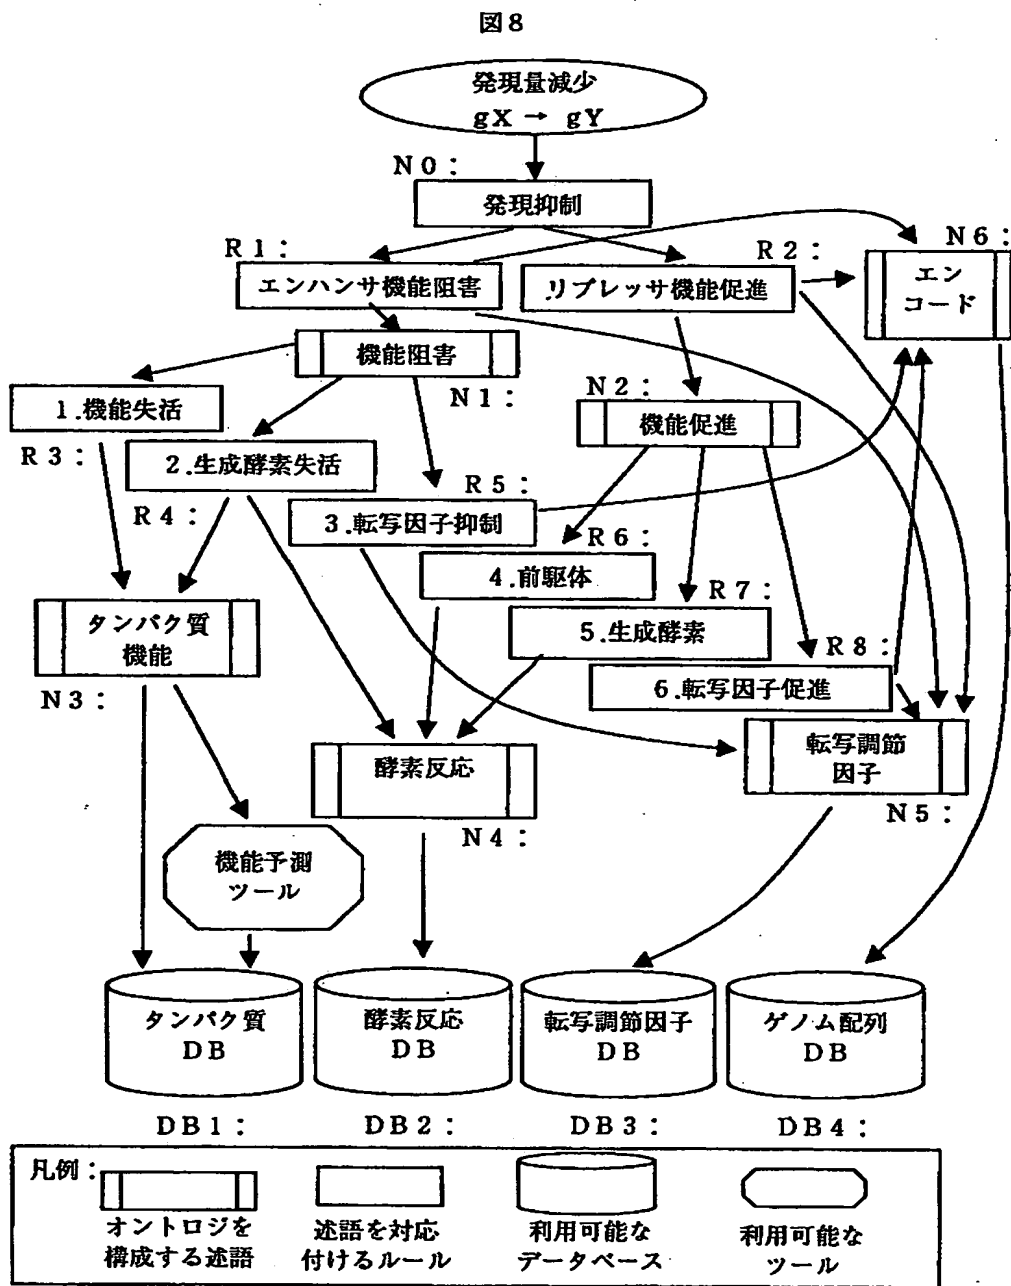 図8
発現量減少
gX → gY
N0:
発現抑制
R1:
エンハンサ機能阻害
R2:
リプレッサ機能促進
N6:
エン
コード
機能阻害
N1:
N2:
機能促進
1.機能失活
R3:
2.生成酵素失活
R4:
R5:
3.転写因子抑制
R6:
4.前駆体
R7:
5.生成酵素
R8:
6.転写因子促進
タンパク質
機能
N3:
酵素反応
N4:
転写調節
因子
N5:
機能予測
ツール
タンパク質
DB
酵素反応
DB
転写調節因子
DB
ゲノム配列
DB
DB1:
DB2:
DB3:
DB4:
凡例:
オントロジを
構成する述語
述語を対応
付けるルール
利用可能な
データベース
利用可能な
ツール